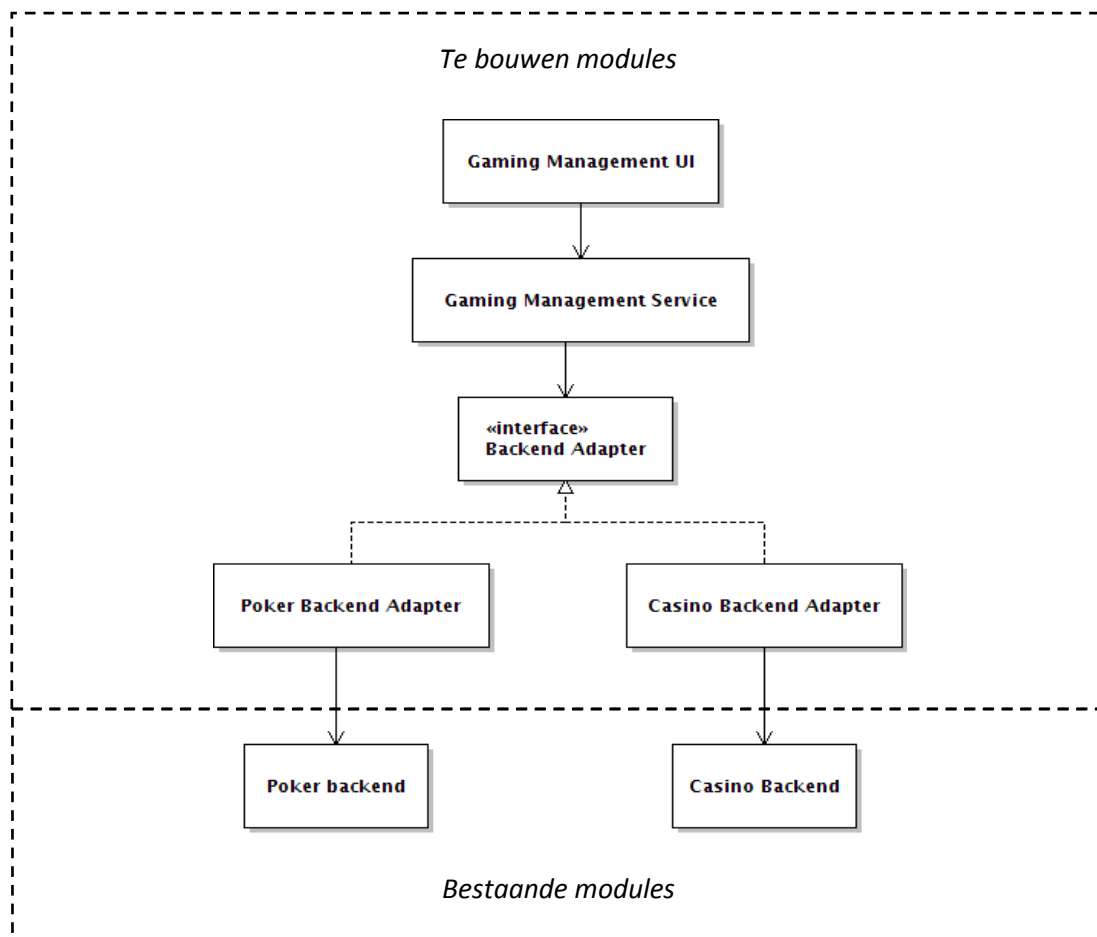 Te bouwen modules
Gaming Management UI
Gaming Management Service
«interface»
Backend Adapter
Poker Backend Adapter
Casino Backend Adapter
Poker backend
Casino Backend
Bestaande modules